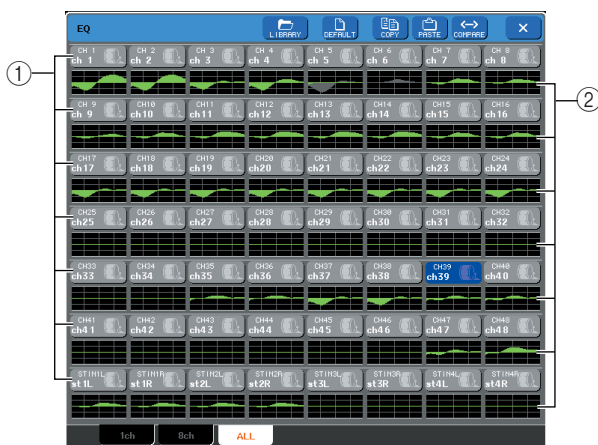 EQ LIBRARY DEFAULT COPY PASTE COMPARE ×
CH 1 CH 2 CH 3 CH 4 CH 5 CH 6 CH 7 CH 8
① ch 1 ch 2 ch 3 ch 4 ch 5 ch 6 ch 7 ch 8
CH 9 CH10 CH11 CH12 CH13 CH14 CH15 CH16 ②
ch 9 ch10 ch11 ch12 ch13 ch14 ch15 ch16
CH17 CH18 CH19 CH20 CH21 CH22 CH23 CH24
ch17 ch18 ch19 ch20 ch21 ch22 ch23 ch24
CH25 CH26 CH27 CH28 CH29 CH30 CH31 CH32
ch25 ch26 ch27 ch28 ch29 ch30 ch31 ch32
CH33 CH34 CH35 CH36 CH37 CH38 CH39 CH40
ch33 ch34 ch35 ch36 ch37 ch38 ch39 ch40
CH41 CH42 CH43 CH44 CH45 CH46 CH47 CH48
ch41 ch42 ch43 ch44 ch45 ch46 ch47 ch48
STIN1L STIN1R STIN2L STIN2R STIN3L STIN3R STIN4L STIN4R
st1L st1R st2L st2R st3L st3R st4L st4R
1ch 8ch ALL